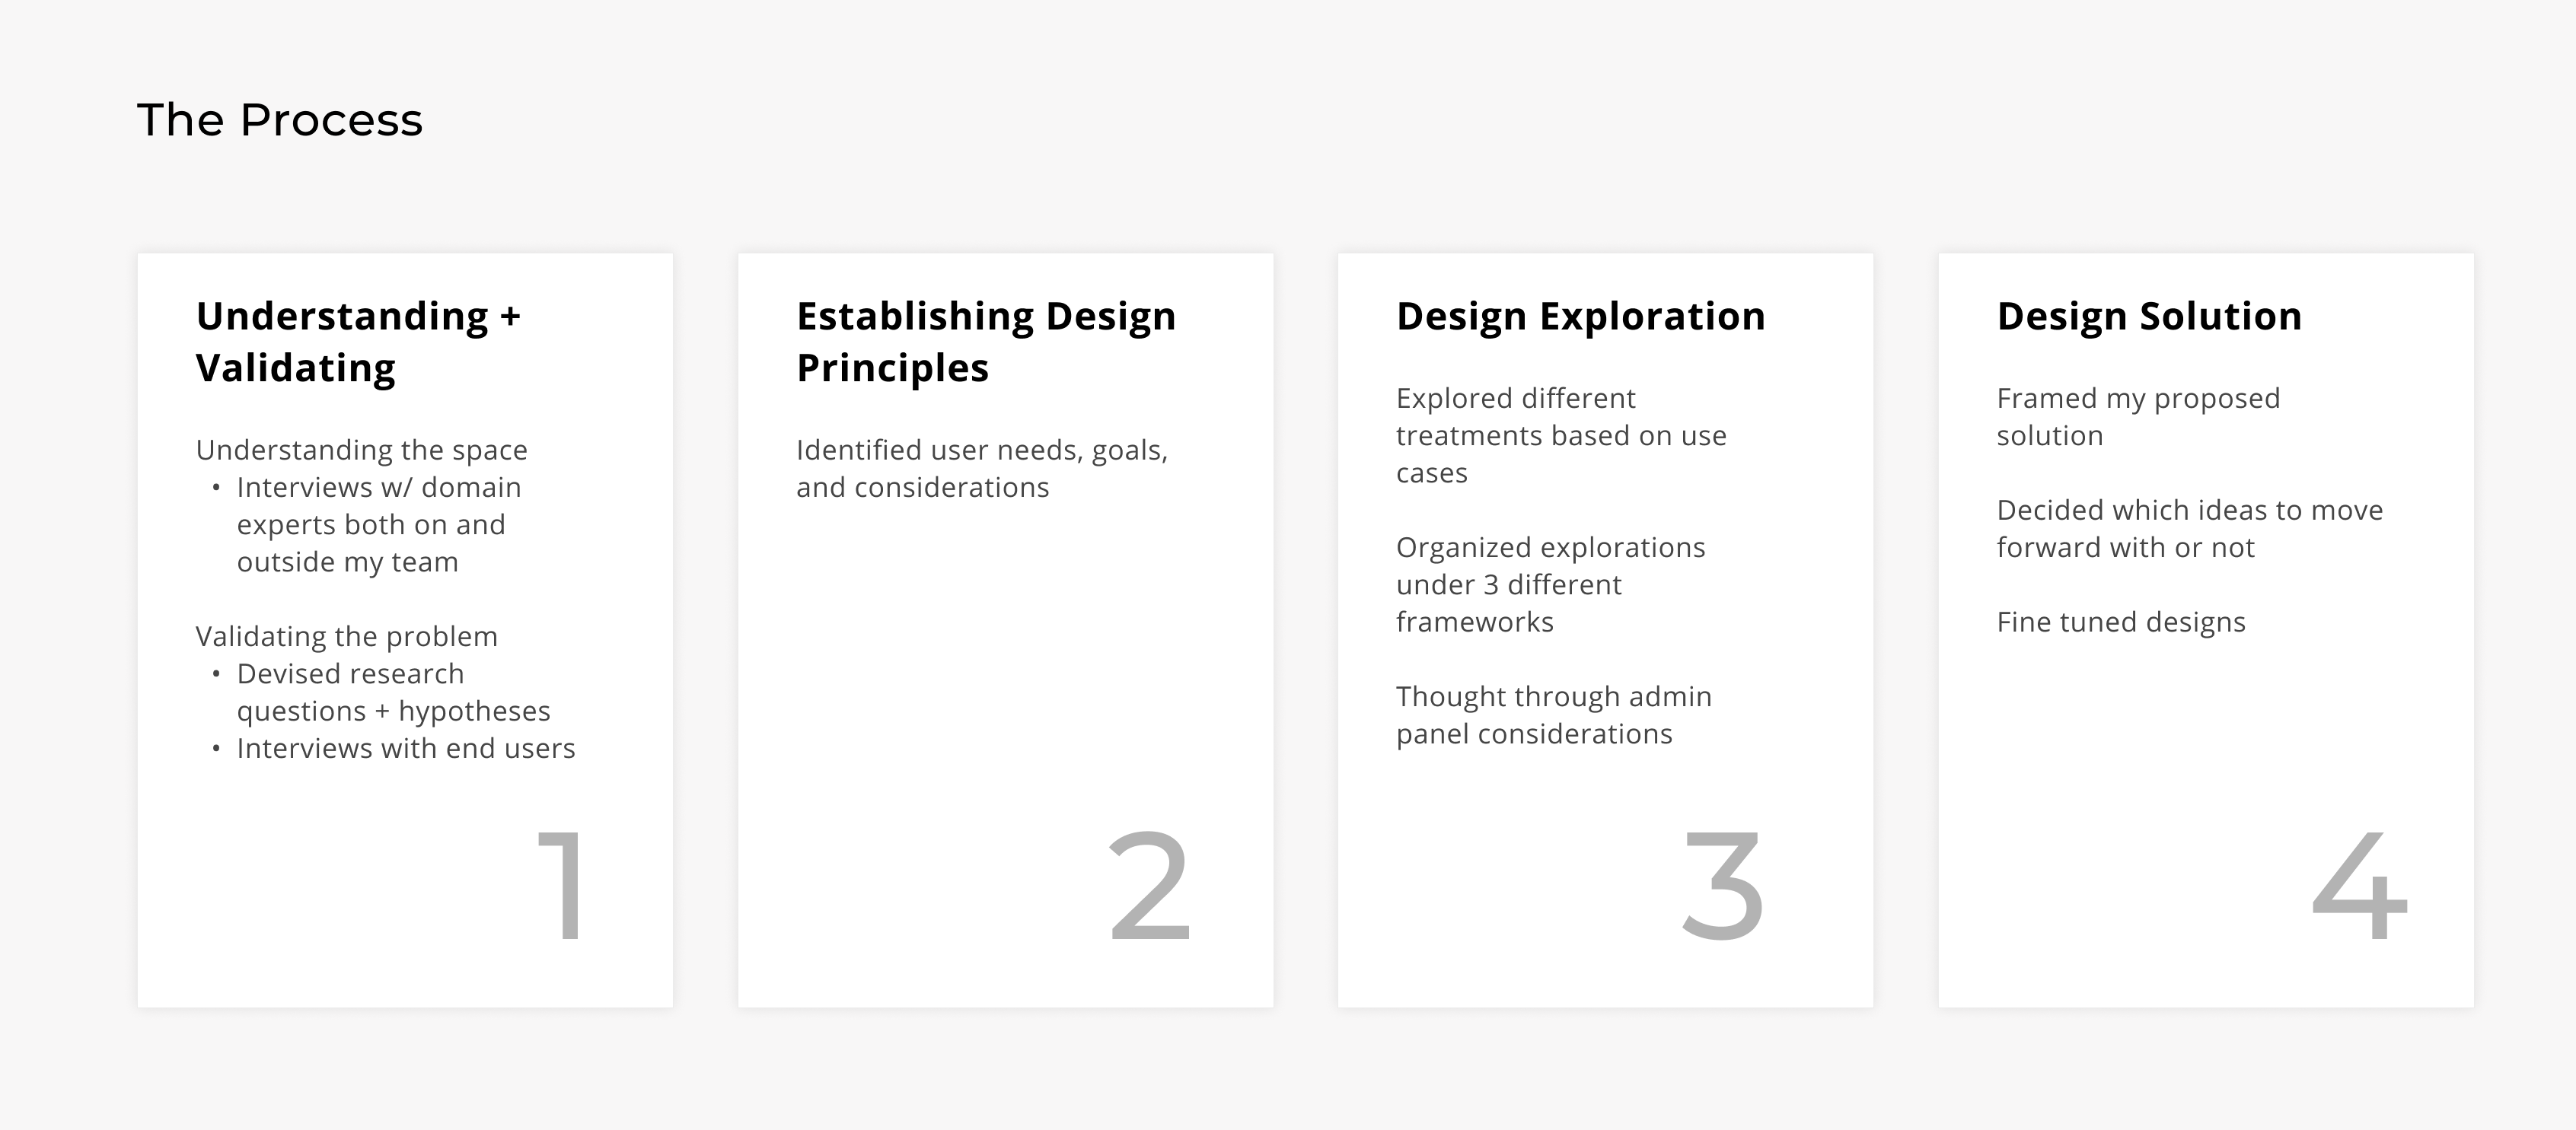 The Process
Understanding +
Validating
Understanding the space
• Interviews w/ domain
experts both on and
outside my team
Validating the problem
• Devised research
questions + hypotheses
• Interviews with end users
1
Establishing Design
Principles
Identified user needs, goals,
and considerations
2
Design Exploration
Explored different
treatments based on use
cases
Organized explorations
under 3 different
frameworks
Thought through admin
panel considerations
3
Design Solution
Framed my proposed
solution
Decided which ideas to move
forward with or not
Fine tuned designs
4